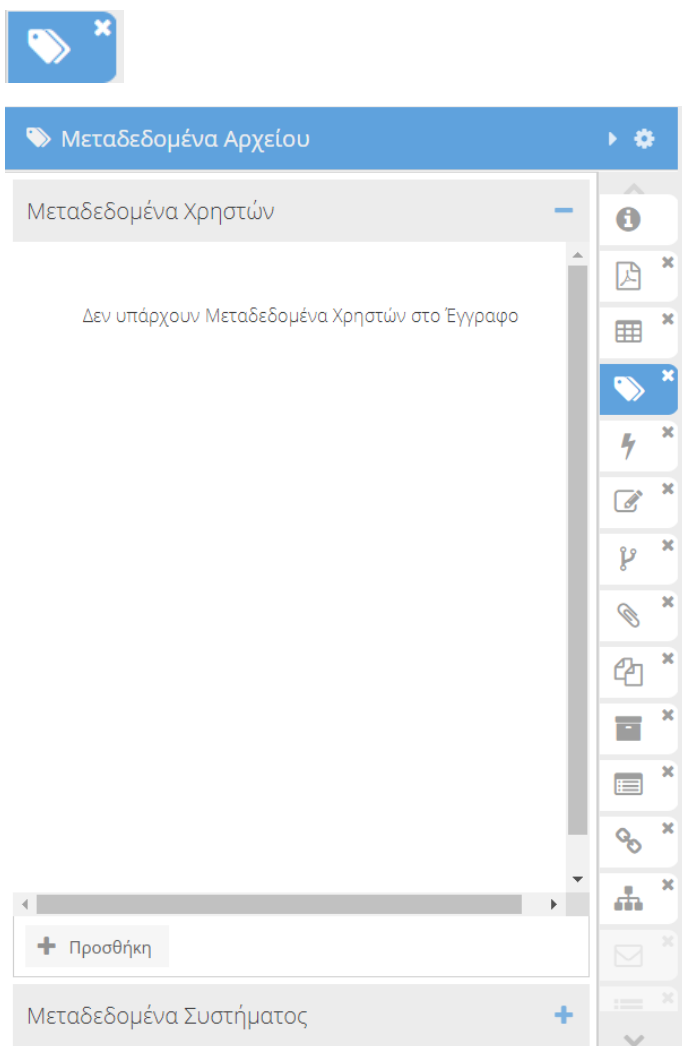 Μεταδεδομένα Αρχείου
Μεταδεδομένα Χρηστών
Δεν υπάρχουν Μεταδεδομένα Χρηστών στο Έγγραφο
Προσθήκη
Μεταδεδομένα Συστήματος